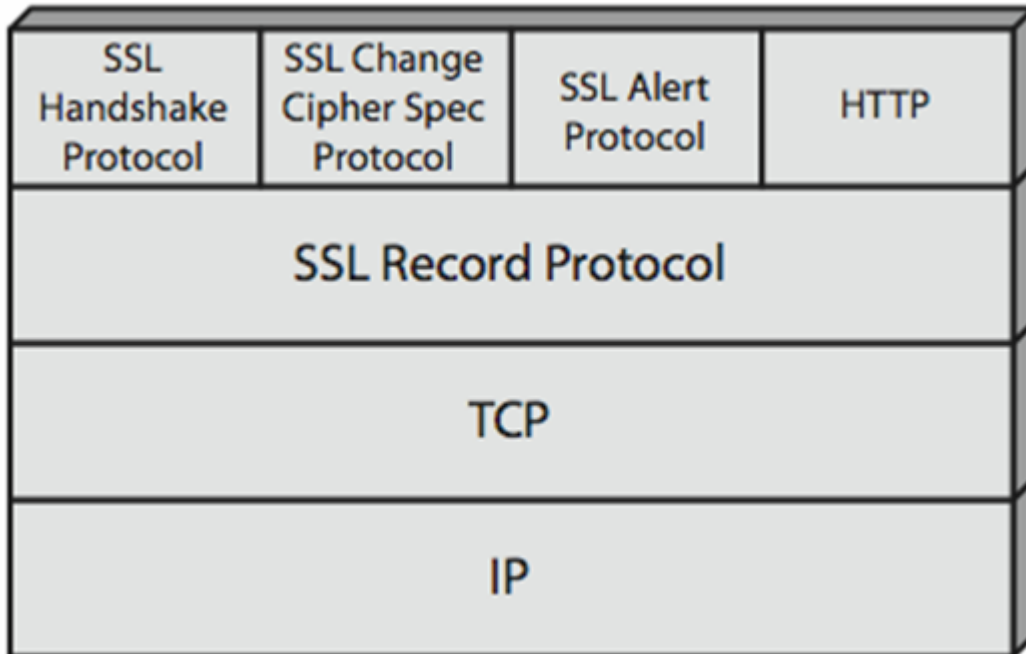 SSL
Handshake
Protocol
SSL Change
Cipher Spec
Protocol
SSL Alert
Protocol
HTTP
SSL Record Protocol
TCP
IP